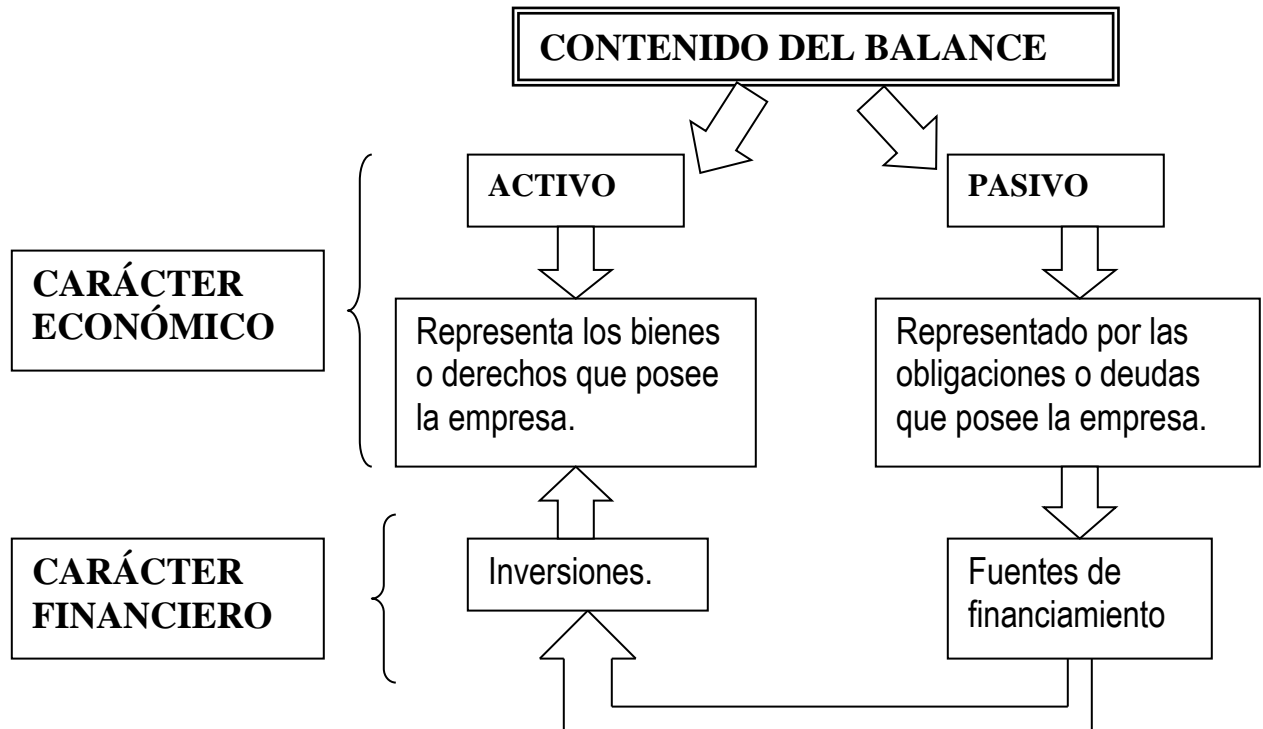 CONTENIDO DEL BALANCE
ACTIVO
PASIVO
CARÁCTER
ECONÓMICO
Representa los bienes
o derechos que posee
la empresa.
Representado por las
obligaciones o deudas
que posee la empresa.
CARÁCTER
FINANCIERO
Inversiones.
Fuentes de
financiamiento